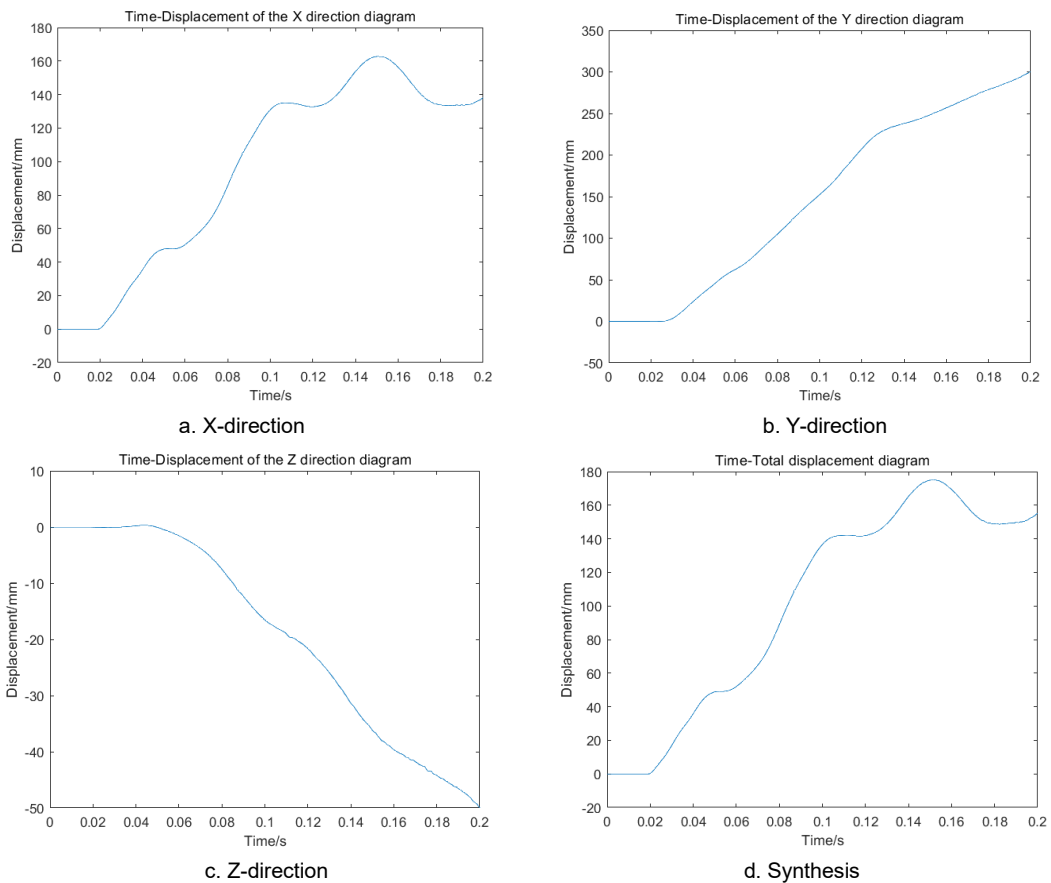 Time-Displacement of the X direction diagram
180
160
140
120
100
80
60
40
20
0
-20
Displacement/mm
0 0.02 0.04 0.06 0.08 0.1 0.12 0.14 0.16 0.18 0.2
Time/s
a. X-direction
Time-Displacement of the Y direction diagram
350
300
250
200
150
100
50
0
-50
Displacement/mm
0 0.02 0.04 0.06 0.08 0.1 0.12 0.14 0.16 0.18 0.2
Time/s
b. Y-direction
Time-Displacement of the Z direction diagram
10
0
-10
-20
-30
-40
-50
Displacement/mm
0 0.02 0.04 0.06 0.08 0.1 0.12 0.14 0.16 0.18 0.2
Time/s
c. Z-direction
Time-Total displacement diagram
180
160
140
120
100
80
60
40
20
0
-20
Displacement/mm
0 0.02 0.04 0.06 0.08 0.1 0.12 0.14 0.16 0.18 0.2
Time/s
d. Synthesis